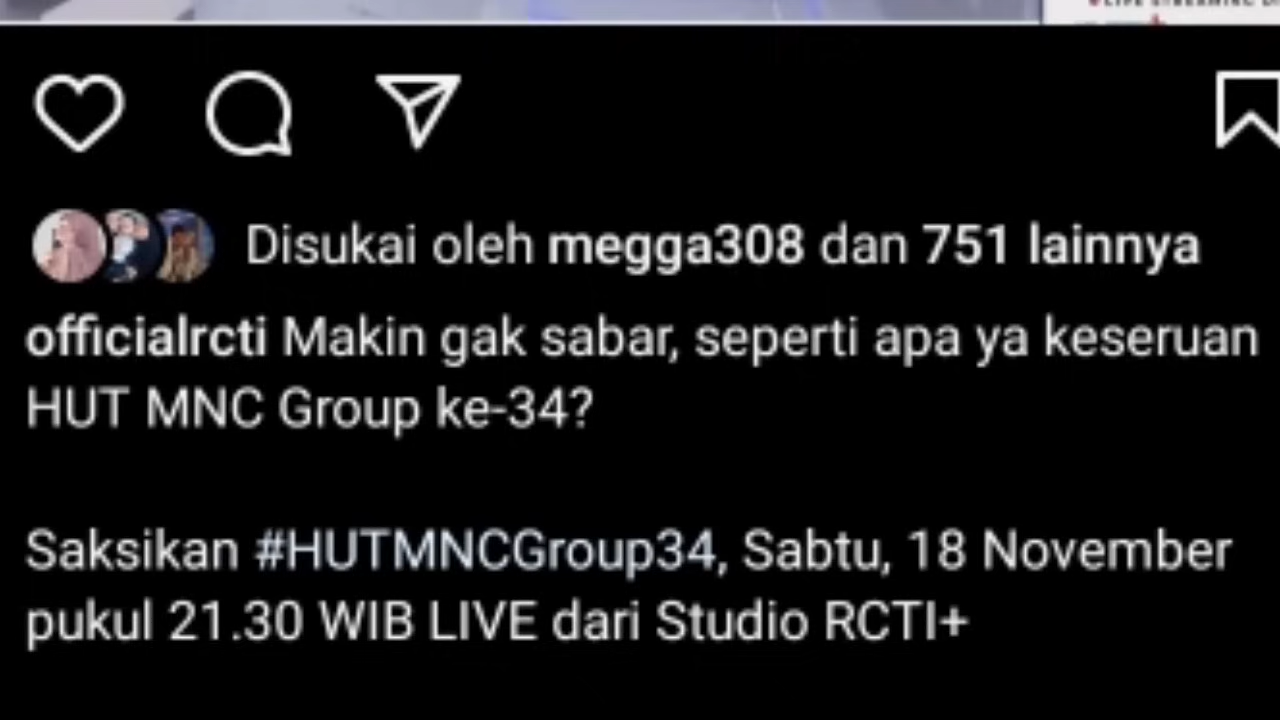 Disukai oleh megga308 dan 751 lainnya
officialrcti Makin gak sabar, seperti apa ya keseruan
HUT MNC Group ke-34?
Saksikan #HUTMNCGroup34, Sabtu, 18 November
pukul 21.30 WIB LIVE dari Studio RCTI+